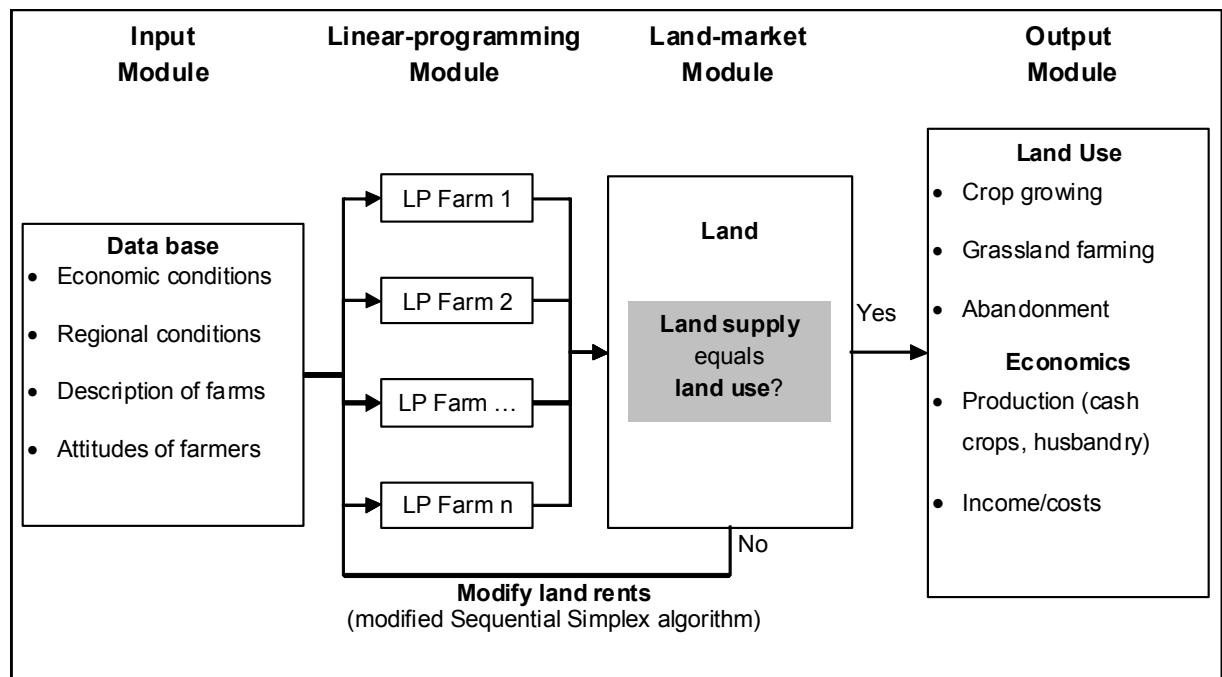 Input
Module
Linear-programming
Module
Land-market
Module
Output
Module
Data base
• Economic conditions
• Regional conditions
• Description of farms
• Attitudes of farmers
LP Farm 1
LP Farm 2
LP Farm ...
LP Farm n
Land
Land supply
equals
land use?
Yes
No
Modify land rents
(modified Sequential Simplex algorithm)
Land Use
• Crop growing
• Grassland farming
• Abandonment
Economics
• Production (cash
crops, husbandry)
• Income/costs